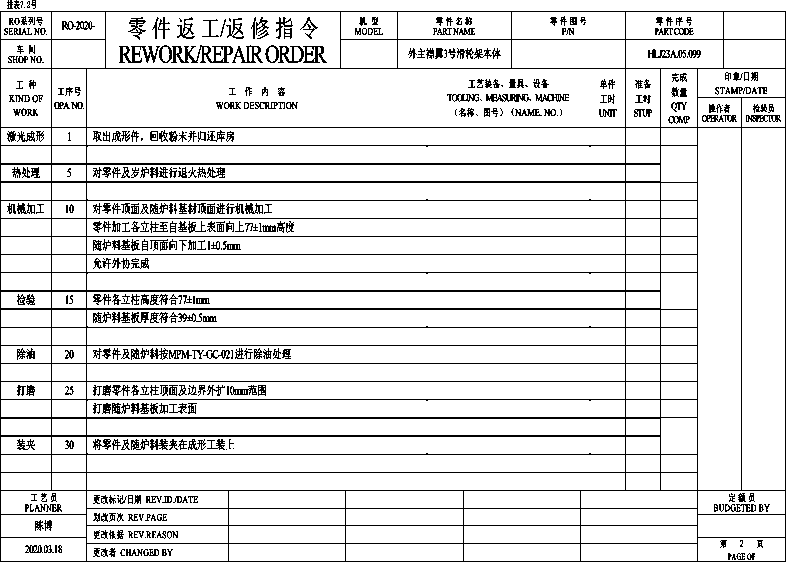 挂表7.8号
RO系列号 SERIAL NO.
RO-2020-
零件返工/返修指令
REWORK/REPAIR ORDER
机 型 MODEL
零件名称 PART NAME
零件图号 P/N
零件序号 PART CODE
车 间 SHOP NO.
外主襟翼3号滑轮架本体
HLJ23A.05.099
工 种 KIND OF WORK
工序号 OPA NO.
工 作 内 容 WORK DESCRIPTION
工艺装备、量具、设备
TOOLING、MEASURING、MACHINE
(名称、图号)(NAME. NO.)
单件 工时 UNIT
准备 工时 STUP
完成 数量 QTY COMP
印章/日期 STAMP/DATE
操作者 OPERATOR
检验员 INSPECTOR
激光成形 1 取出成形件,回收粉末并归还库房
热处理 5 对零件及岁炉料进行退火热处理
机械加工 10 对零件顶面及随炉料基材顶面进行机械加工
零件加工各立柱至自基板上表面向上77±1mm高度
随炉料基板自顶面向下加工1±0.5mm
允许外协完成
检验 15 零件各立柱高度符合77±1mm
随炉料基板厚度符合39±0.5mm
除油 20 对零件及随炉料按MPM-TY-GC-021进行除油处理
打磨 25 打磨零件各立柱顶面及边界外扩10mm范围
打磨随炉料基板加工表面
装夹 30 将零件及随炉料装夹在成形工装上
工艺员 PLANNER
更改标记/日期 REV.ID./DATE
定额员 BUDGETED BY
陈博
划改页次 REV.PAGE
更改依据 REV.REASON
2020.03.18
更改者 CHANGED BY
第 2 页
PAGE OF